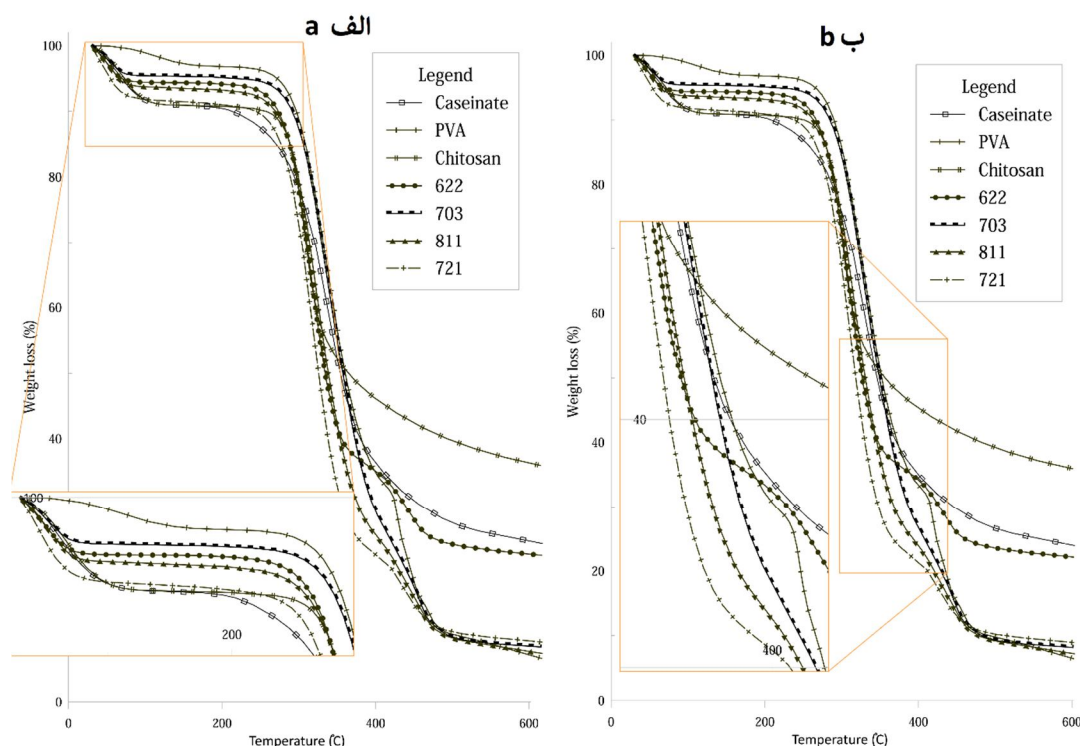 الف a
100
80
60
40
20
0
Weight loss (%)
0
200
400
600
Temperature (°C)
Legend
Caseinate
PVA
Chitosan
622
703
811
721
100
200
ب b
100
80
60
40
20
0
Weight loss (%)
0
200
400
600
Temperature (°C)
Legend
Caseinate
PVA
Chitosan
622
703
811
721
40
400